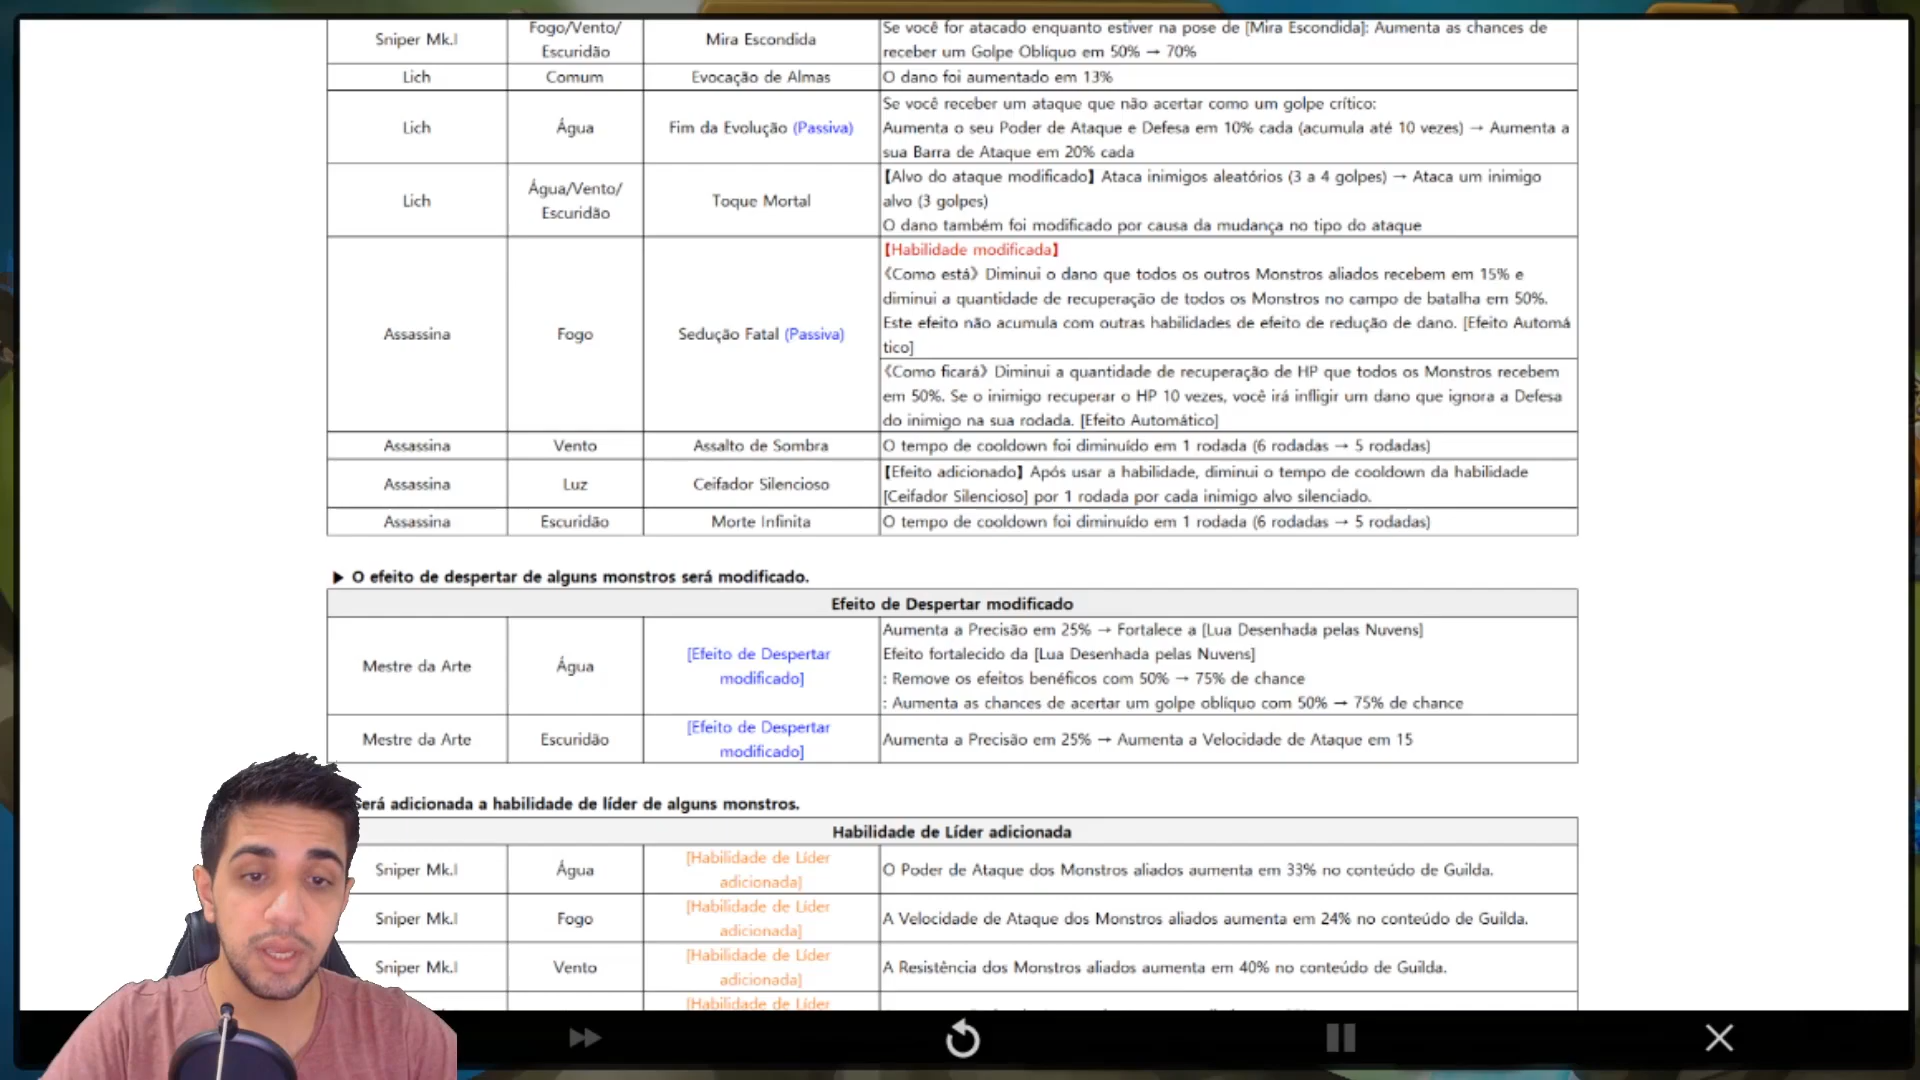 Sniper Mk.I
Fogo/Vento/
Escuridão
Mira Escondida
Se você for atacado enquanto estiver na pose de [Mira Escondida]: Aumenta as chances de
receber um Golpe Oblíquo em 50% → 70%
Lich
Comum
Evocação de Almas
O dano foi aumentado em 13%
Lich
Água
Fim da Evolução (Passiva)
Se você receber um ataque que não acertar como um golpe crítico:
Aumenta o seu Poder de Ataque e Defesa em 10% cada (acumula até 10 vezes) → Aumenta a
sua Barra de Ataque em 20% cada
Lich
Água/Vento/
Escuridão
Toque Mortal
【Alvo do ataque modificado】 Ataca inimigos aleatórios (3 a 4 golpes) → Ataca um inimigo
alvo (3 golpes)
O dano também foi modificado por causa da mudança no tipo do ataque
Assassina
Fogo
Sedução Fatal (Passiva)
【Habilidade modificada】
《Como está》 Diminui o dano que todos os outros Monstros aliados recebem em 15% e
diminui a quantidade de recuperação de todos os Monstros no campo de batalha em 50%.
Este efeito não acumula com outras habilidades de efeito de redução de dano. [Efeito Automá
tico]
《Como ficará》 Diminui a quantidade de recuperação de HP que todos os Monstros recebem
em 50%. Se o inimigo recuperar o HP 10 vezes, você irá infligir um dano que ignora a Defesa
do inimigo na sua rodada. [Efeito Automático]
Assassina
Vento
Assalto de Sombra
O tempo de cooldown foi diminuído em 1 rodada (6 rodadas → 5 rodadas)
Assassina
Luz
Ceifador Silencioso
【Efeito adicionado】 Após usar a habilidade, diminui o tempo de cooldown da habilidade
[Ceifador Silencioso] por 1 rodada por cada inimigo alvo silenciado.
Assassina
Escuridão
Morte Infinita
O tempo de cooldown foi diminuído em 1 rodada (6 rodadas → 5 rodadas)
▶ O efeito de despertar de alguns monstros será modificado.
Efeito de Despertar modificado
Mestre da Arte
Água
[Efeito de Despertar
modificado]
Aumenta a Precisão em 25% → Fortalece a [Lua Desenhada pelas Nuvens]
Efeito fortalecido da [Lua Desenhada pelas Nuvens]
: Remove os efeitos benéficos com 50% → 75% de chance
: Aumenta as chances de acertar um golpe oblíquo com 50% → 75% de chance
Mestre da Arte
Escuridão
[Efeito de Despertar
modificado]
Aumenta a Precisão em 25% → Aumenta a Velocidade de Ataque em 15
Será adicionada a habilidade de líder de alguns monstros.
Habilidade de Líder adicionada
Sniper Mk.I
Água
[Habilidade de Líder
adicionada]
O Poder de Ataque dos Monstros aliados aumenta em 33% no conteúdo de Guilda.
Sniper Mk.I
Fogo
[Habilidade de Líder
adicionada]
A Velocidade de Ataque dos Monstros aliados aumenta em 24% no conteúdo de Guilda.
Sniper Mk.I
Vento
[Habilidade de Líder
adicionada]
A Resistência dos Monstros aliados aumenta em 40% no conteúdo de Guilda.
[Habilidade de Líder